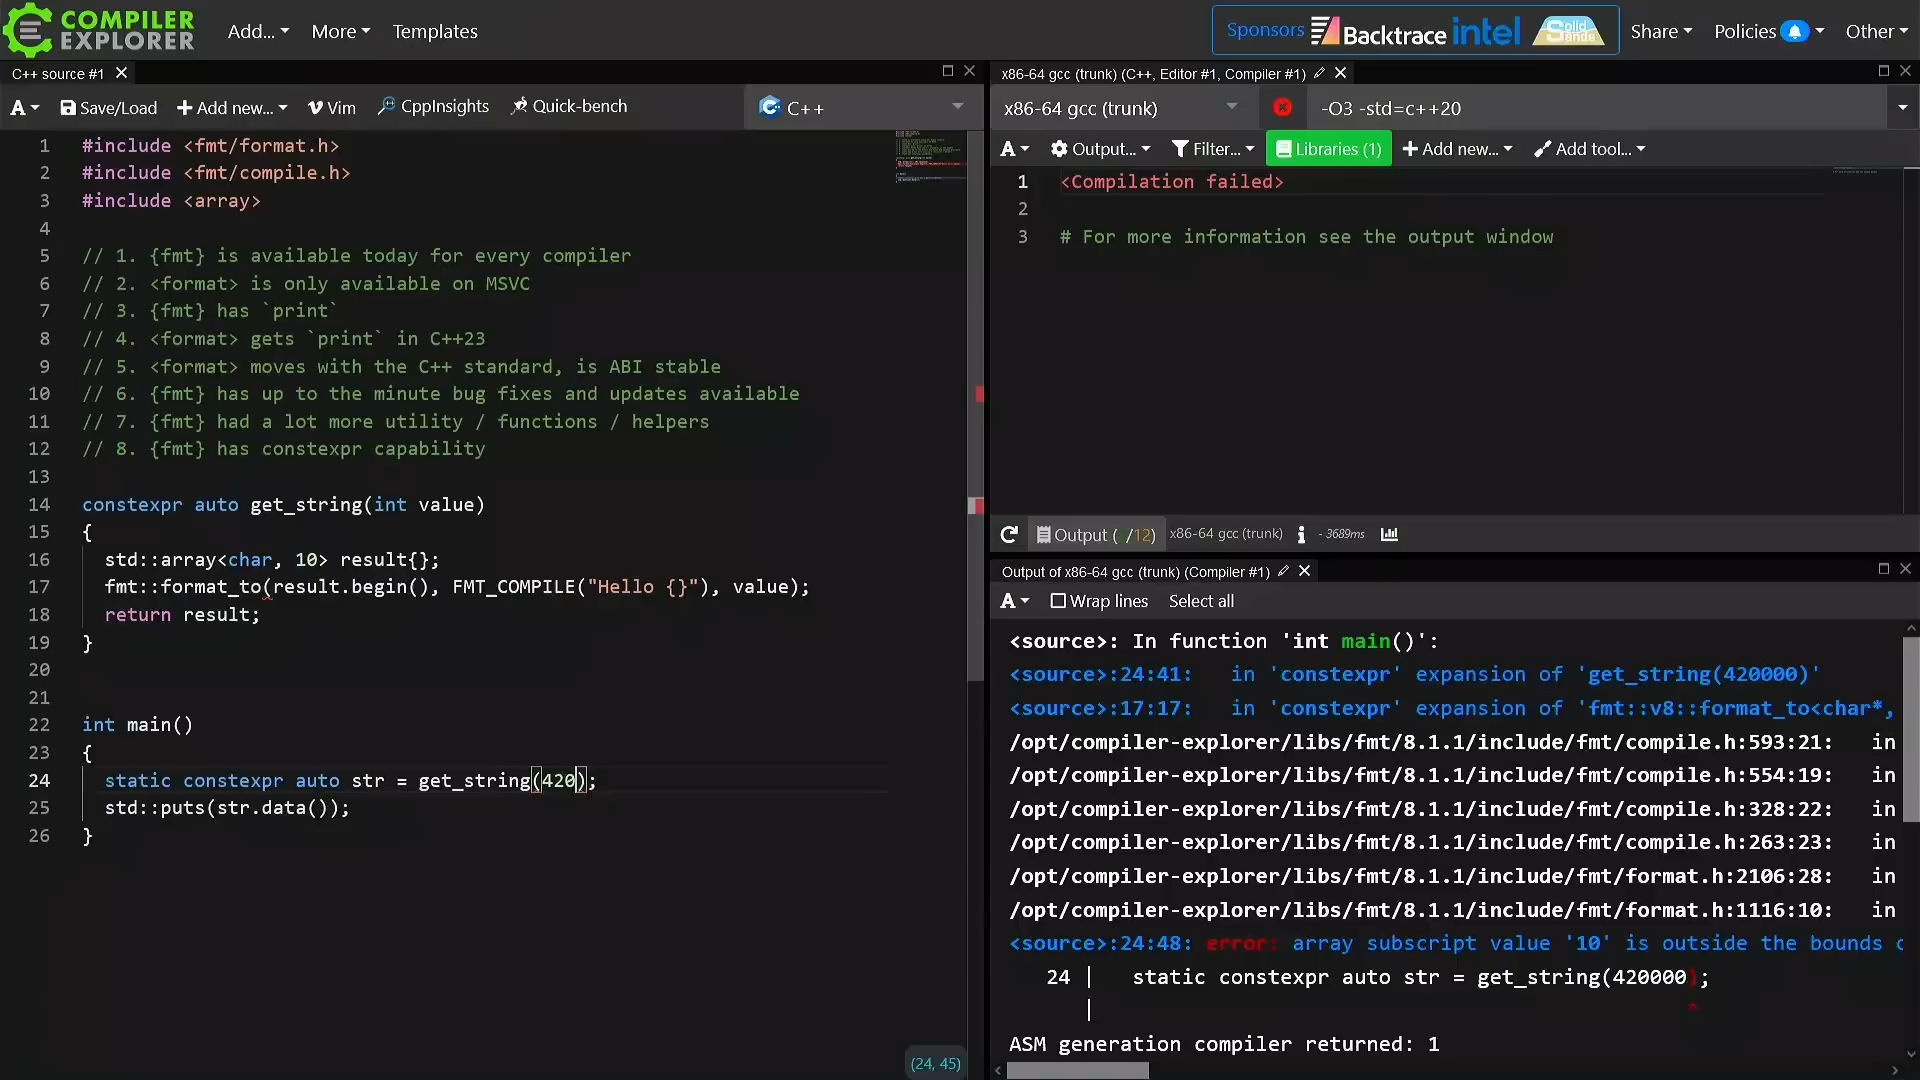 COMPILER
EXPLORER
Add... More Templates
Sponsors Backtrace intel Solid Sands Share Policies Other
C++ source #1
A Save/Load + Add new... Vim CppInsights Quick-bench C++
1 #include <fmt/format.h>
2 #include <fmt/compile.h>
3 #include <array>
4
5 // 1. {fmt} is available today for every compiler
6 // 2. <format> is only available on MSVC
7 // 3. {fmt} has `print`
8 // 4. <format> gets `print` in C++23
9 // 5. <format> moves with the C++ standard, is ABI stable
10 // 6. {fmt} has up to the minute bug fixes and updates available
11 // 7. {fmt} had a lot more utility / functions / helpers
12 // 8. {fmt} has constexpr capability
13
14 constexpr auto get_string(int value)
15 {
16 std::array<char, 10> result{};
17 fmt::format_to(result.begin(), FMT_COMPILE("Hello {}"), value);
18 return result;
19 }
20
21
22 int main()
23 {
24 static constexpr auto str = get_string(420);
25 std::puts(str.data());
26 }
(24, 45)
x86-64 gcc (trunk) (C++, Editor #1, Compiler #1)
x86-64 gcc (trunk) -O3 -std=c++20
A Output... Filter... Libraries (1) + Add new... Add tool...
1 <Compilation failed>
2
3 # For more information see the output window
Output ( /12) x86-64 gcc (trunk) i - 3689ms
Output of x86-64 gcc (trunk) (Compiler #1)
A Wrap lines Select all
<source>: In function 'int main()':
<source>:24:41: in 'constexpr' expansion of 'get_string(420000)'
<source>:17:17: in 'constexpr' expansion of 'fmt::v8::format_to<char*,
/opt/compiler-explorer/libs/fmt/8.1.1/include/fmt/compile.h:593:21: in
/opt/compiler-explorer/libs/fmt/8.1.1/include/fmt/compile.h:554:19: in
/opt/compiler-explorer/libs/fmt/8.1.1/include/fmt/compile.h:328:22: in
/opt/compiler-explorer/libs/fmt/8.1.1/include/fmt/compile.h:263:23: in
/opt/compiler-explorer/libs/fmt/8.1.1/include/fmt/format.h:2106:28: in
/opt/compiler-explorer/libs/fmt/8.1.1/include/fmt/format.h:1116:10: in
<source>:24:48: error: array subscript value '10' is outside the bounds
24 | static constexpr auto str = get_string(420000);
| ^
ASM generation compiler returned: 1